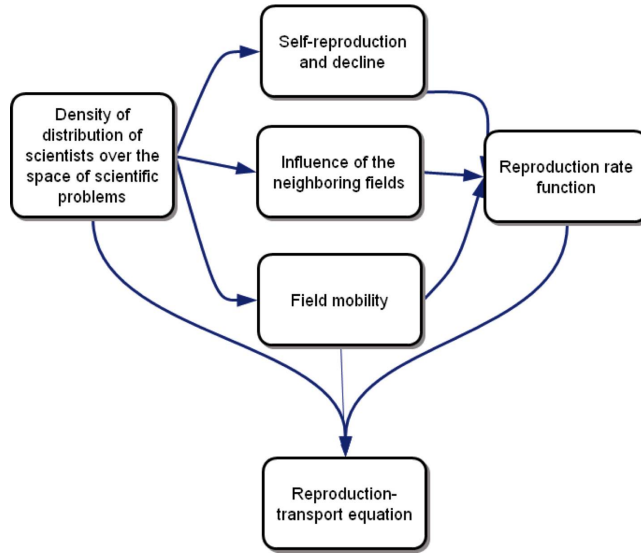 Self-reproduction
and decline
Density of
distribution of
scientists over the
space of scientific
problems
Influence of the
neighboring fields
Reproduction rate
function
Field mobility
Reproduction-
transport equation